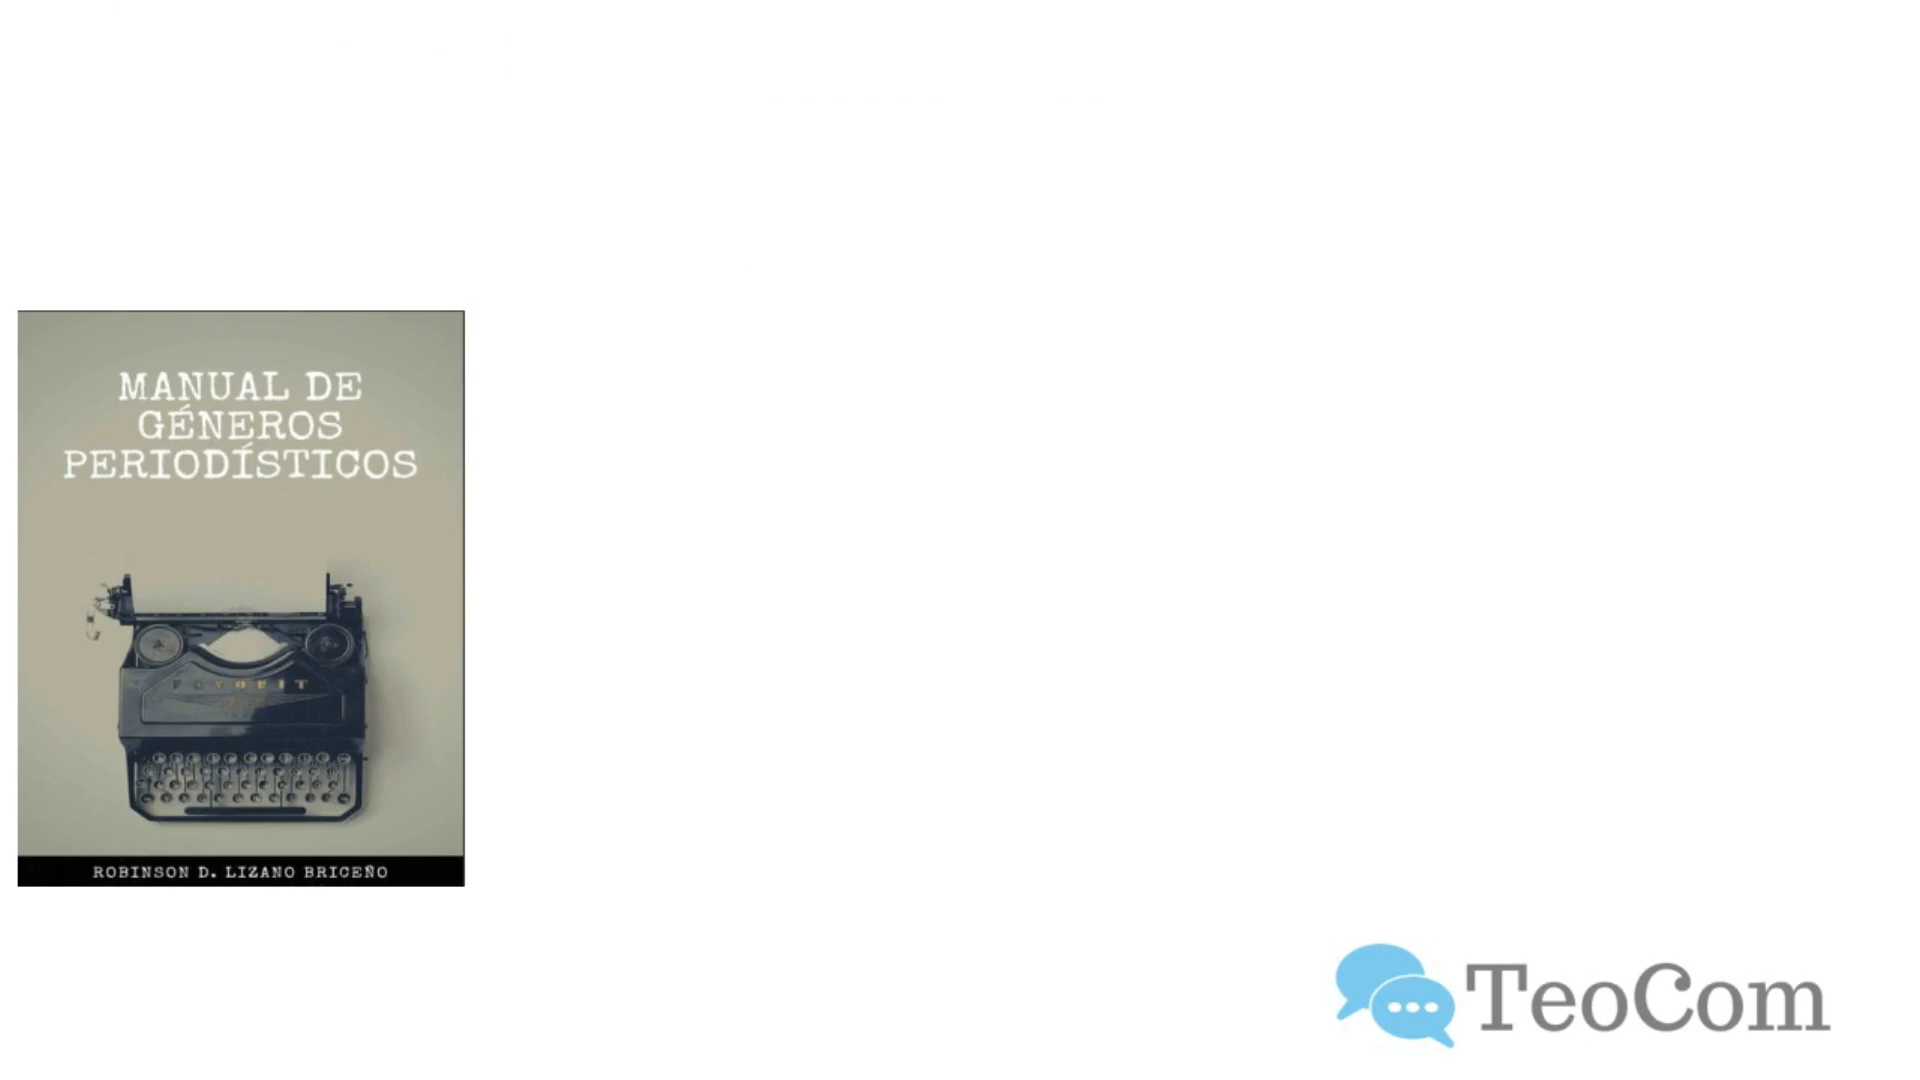 MANUAL DE
GÉNEROS
PERIODÍSTICOS
ROBINSON D. LIZANO BRICEÑO
TeoCom